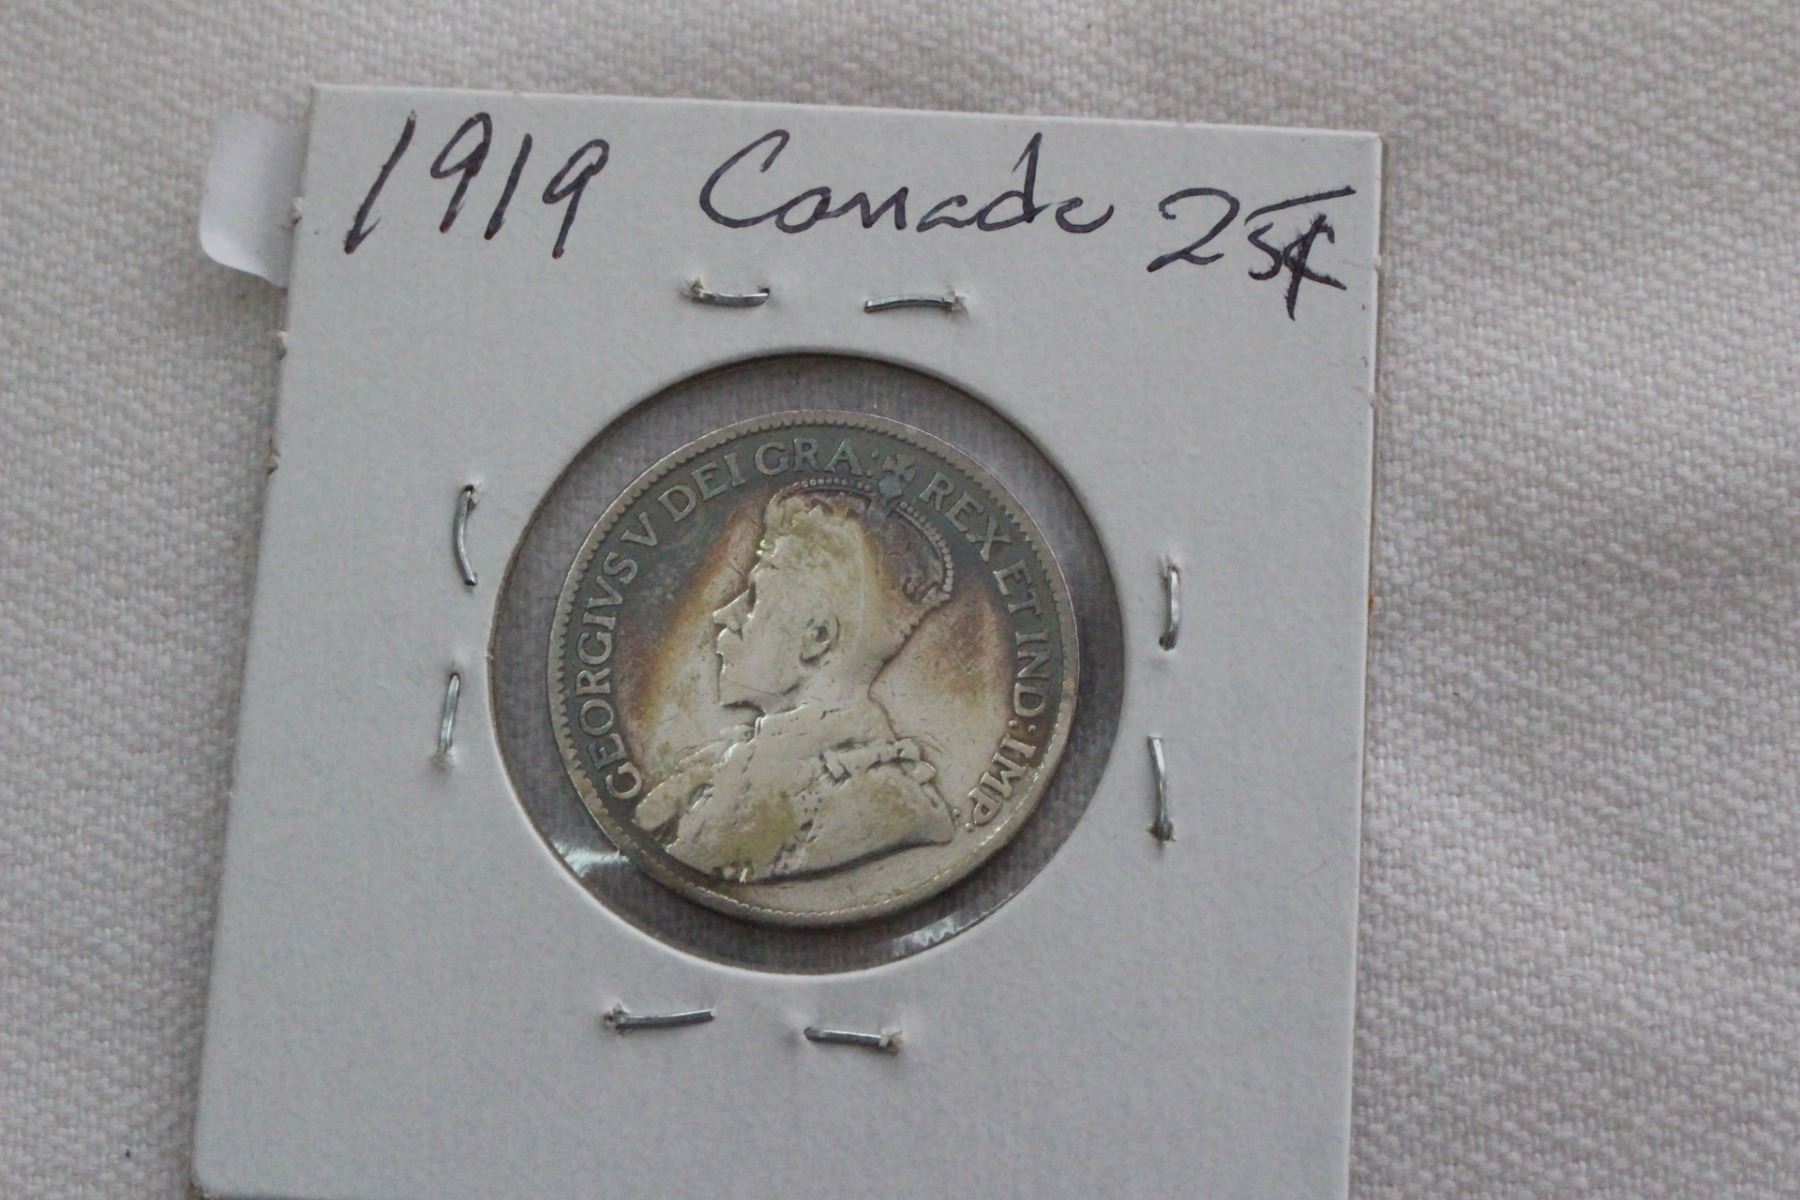 1919 Canada 25¢
GEORGIVS V DEI GRA: REX ET IND: IMP: